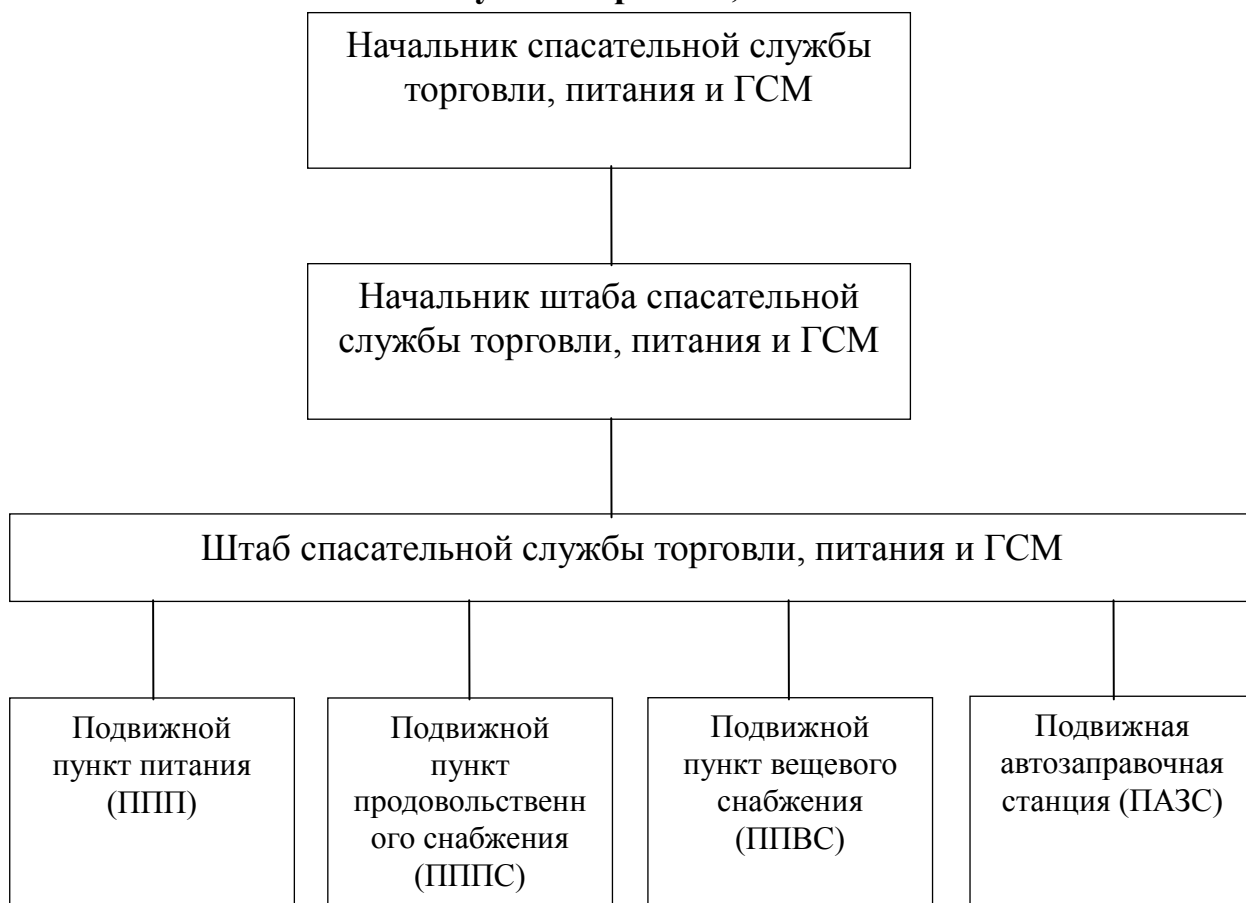 Начальник спасательной службы
торговли, питания и ГСМ
Начальник штаба спасательной
службы торговли, питания и ГСМ
Штаб спасательной службы торговли, питания и ГСМ
Подвижной
пункт питания
(ППП)
Подвижной
пункт
продовольственн
ого снабжения
(ПППС)
Подвижной
пункт вещевого
снабжения
(ППВС)
Подвижная
автозаправочная
станция (ПАЗС)